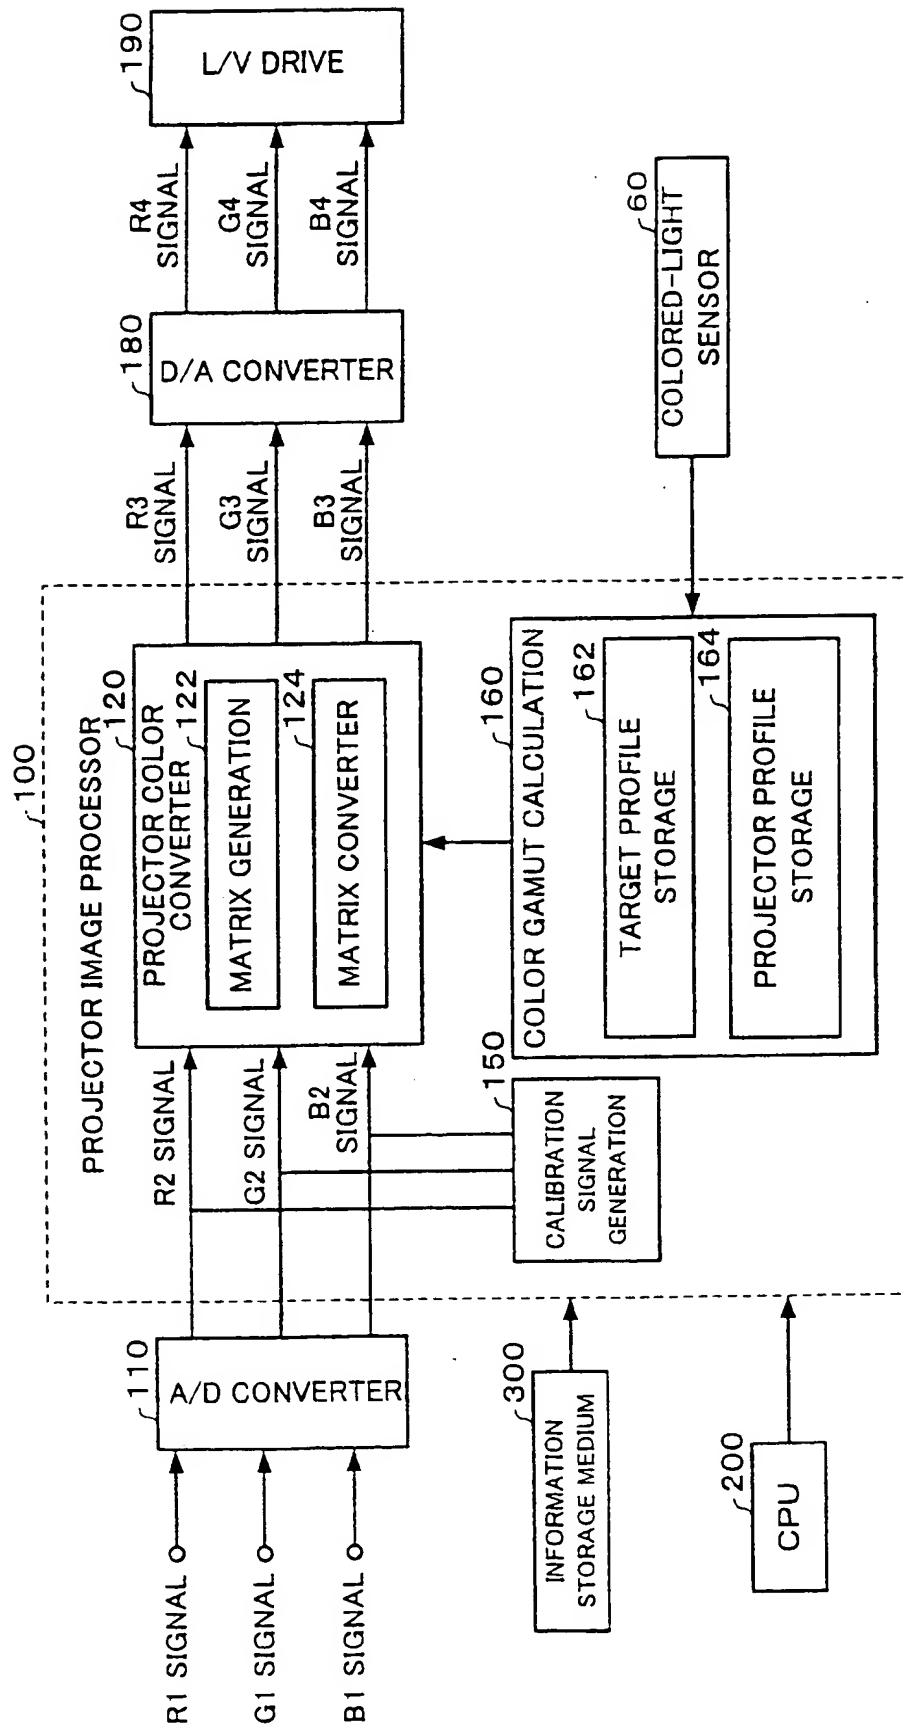 R1 SIGNAL
G1 SIGNAL
B1 SIGNAL
110
A/D CONVERTER
100
PROJECTOR IMAGE PROCESSOR
R2 SIGNAL
G2 SIGNAL
B2
SIGNAL
120
PROJECTOR COLOR
CONVERTER
122
MATRIX GENERATION
124
MATRIX CONVERTER
R3
SIGNAL
G3
SIGNAL
B3
SIGNAL
180
D/A CONVERTER
R4
SIGNAL
G4
SIGNAL
B4
SIGNAL
190
L/V DRIVE
150
CALIBRATION
SIGNAL
GENERATION
160
COLOR GAMUT CALCULATION
162
TARGET PROFILE
STORAGE
164
PROJECTOR PROFILE
STORAGE
60
COLORED-LIGHT
SENSOR
300
INFORMATION
STORAGE MEDIUM
200
CPU